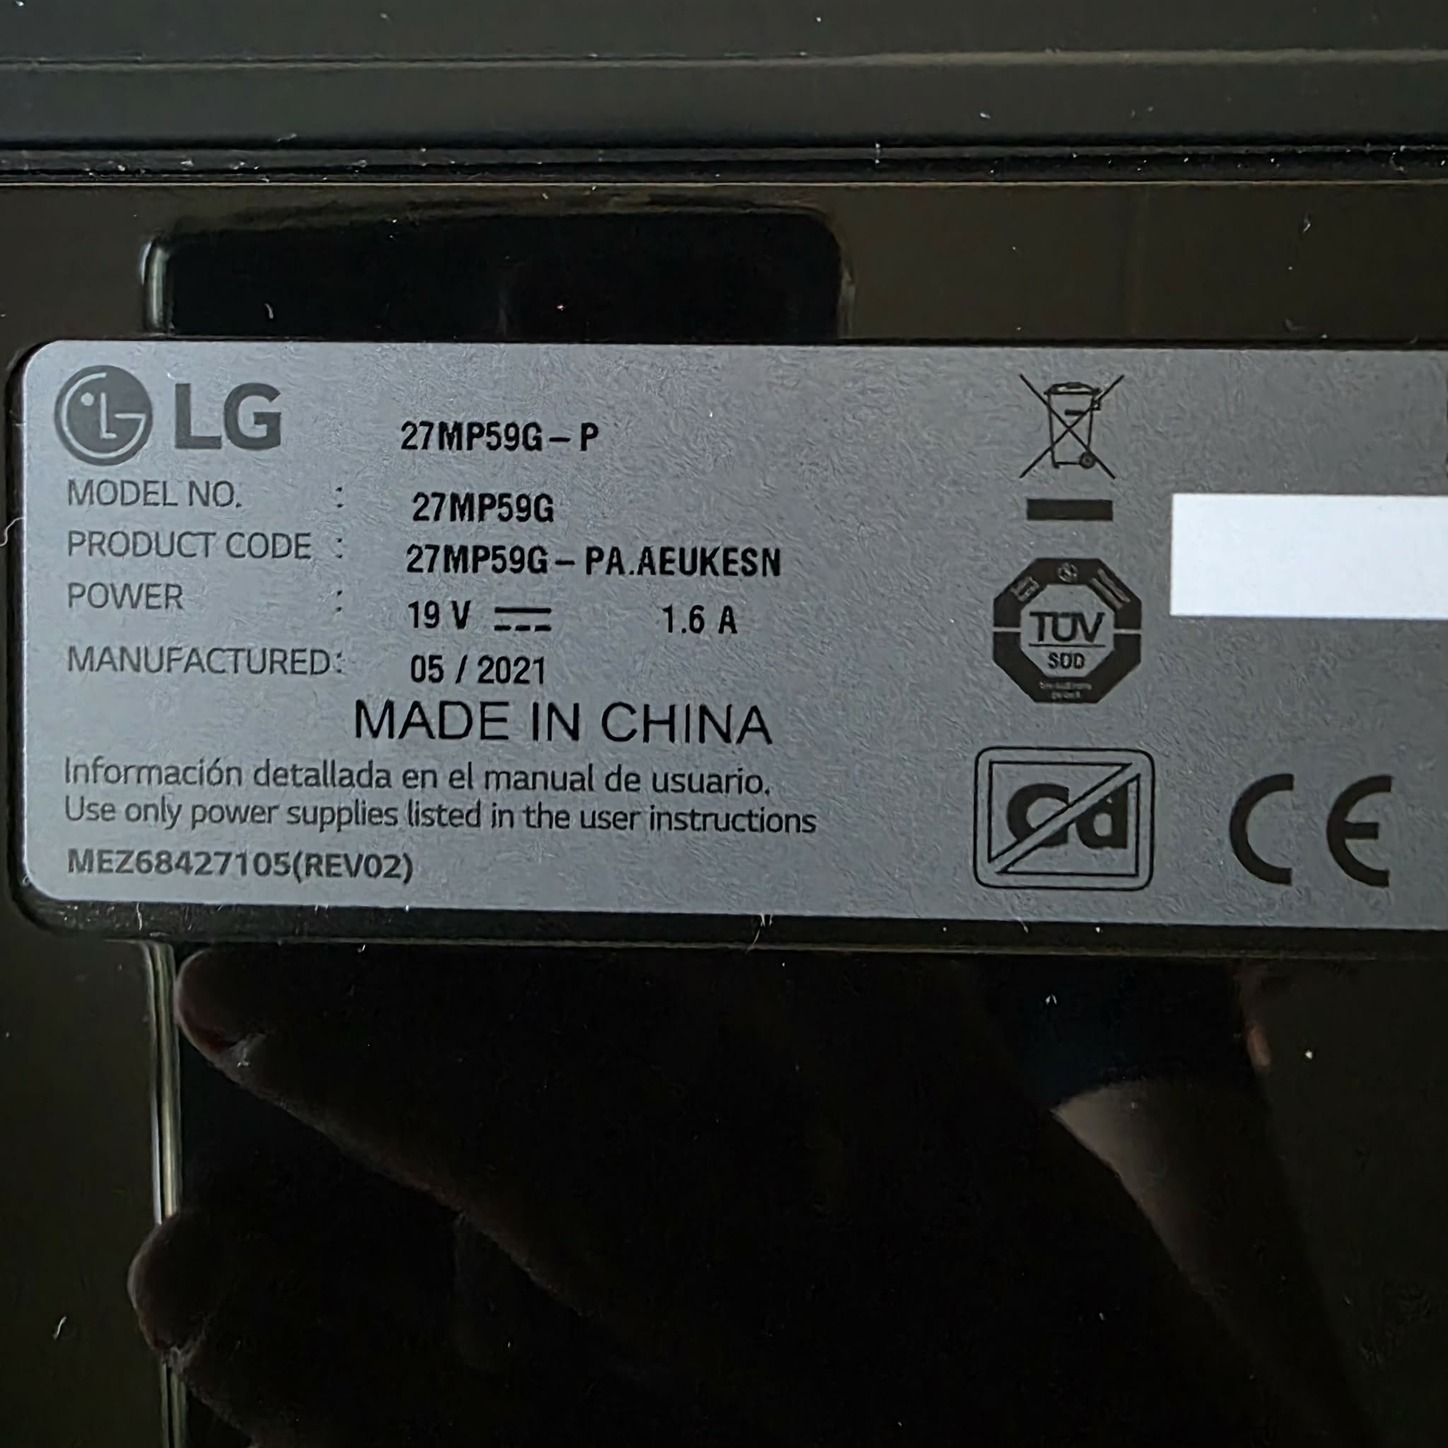 LG
27MP59G-P
MODEL NO. : 27MP59G
PRODUCT CODE : 27MP59G-PA.AEUKESN
POWER : 19 V 1.6 A
MANUFACTURED: 05 / 2021
MADE IN CHINA
Información detallada en el manual de usuario.
Use only power supplies listed in the user instructions
MEZ68427105(REV02)
TÜV
SÜD
Cd
CE